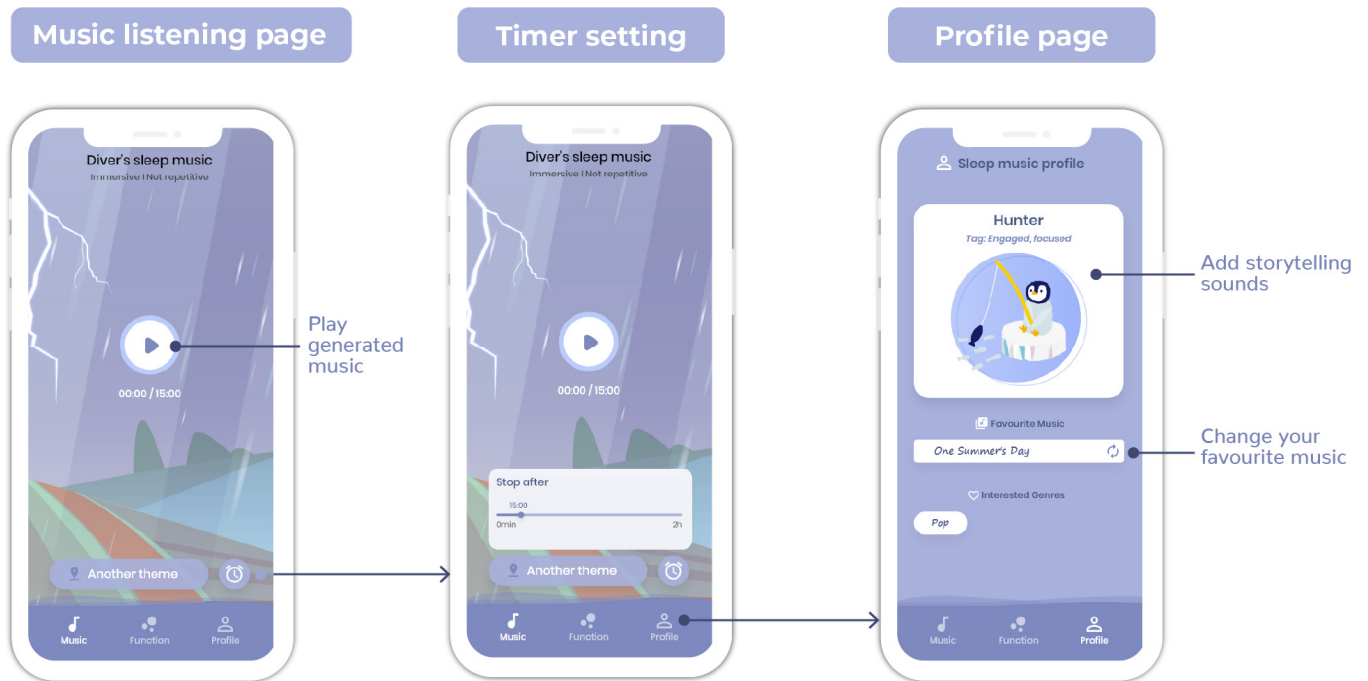 Music listening page
Timer setting
Profile page
Diver's sleep music
Immersive | Not repetitive
00:00 / 15:00
Another theme
Music
Function
Profile
Play
generated
music
Diver's sleep music
Immersive | Not repetitive
00:00 / 15:00
Stop after
15:00
0min
2h
Another theme
Music
Function
Profile
Sleep music profile
Hunter
Tag: Engaged, focused
Favourite Music
One Summer's Day
Interested Genres
Pop
Music
Function
Profile
Add storytelling
sounds
Change your
favourite music